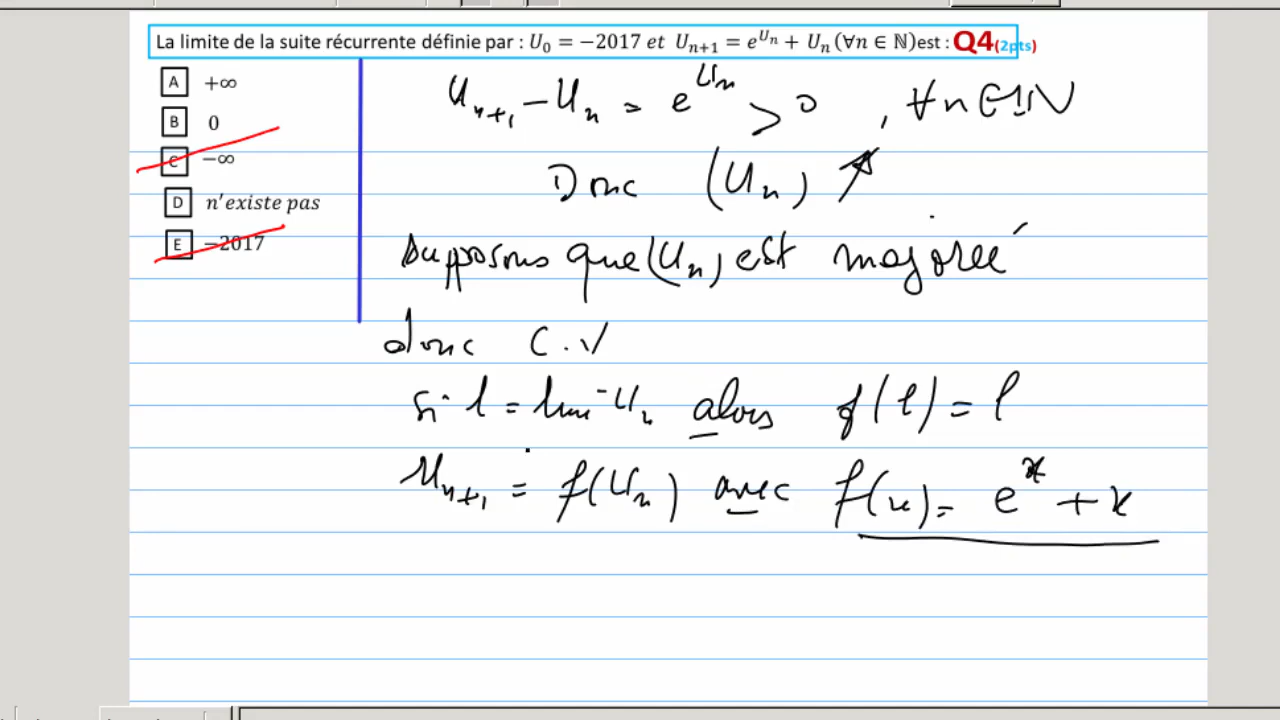 La limite de la suite récurrente définie par : U₀ = −2017 et Uₙ₊₁ = e^{Uₙ} + Uₙ (∀n ∈ ℕ) est : Q4 (2pts)
A +∞
B 0
C −∞
D n'existe pas
E −2017
Uₙ₊₁ − Uₙ = e^{Uₙ} > 0 , ∀n ∈ IN
Donc (Uₙ) ↗
Supposons que (Uₙ) est majorée
donc C.V
si l = lim Uₙ alors f(l) = l
Uₙ₊₁ = f(Uₙ) avec f(x) = e^x + x